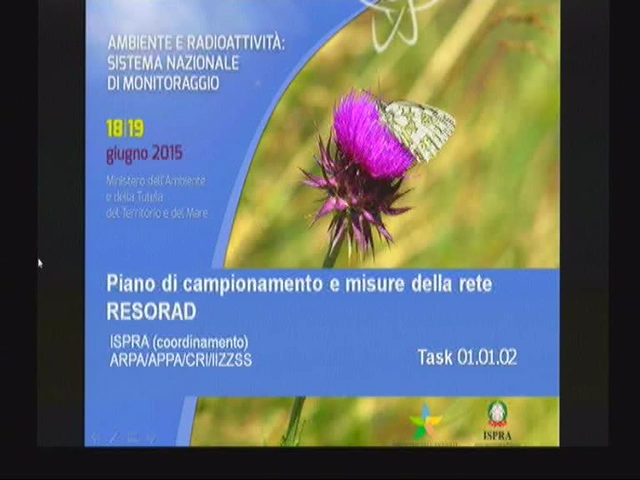 AMBIENTE E RADIOATTIVITÀ:
SISTEMA NAZIONALE
DI MONITORAGGIO
18|19
giugno 2015
Ministero dell'Ambiente
e della Tutela
del Territorio e del Mare
Piano di campionamento e misure della rete
RESORAD
ISPRA (coordinamento)
ARPA/APPA/CRI/IIZZSS
Task 01.01.02
ISPRA